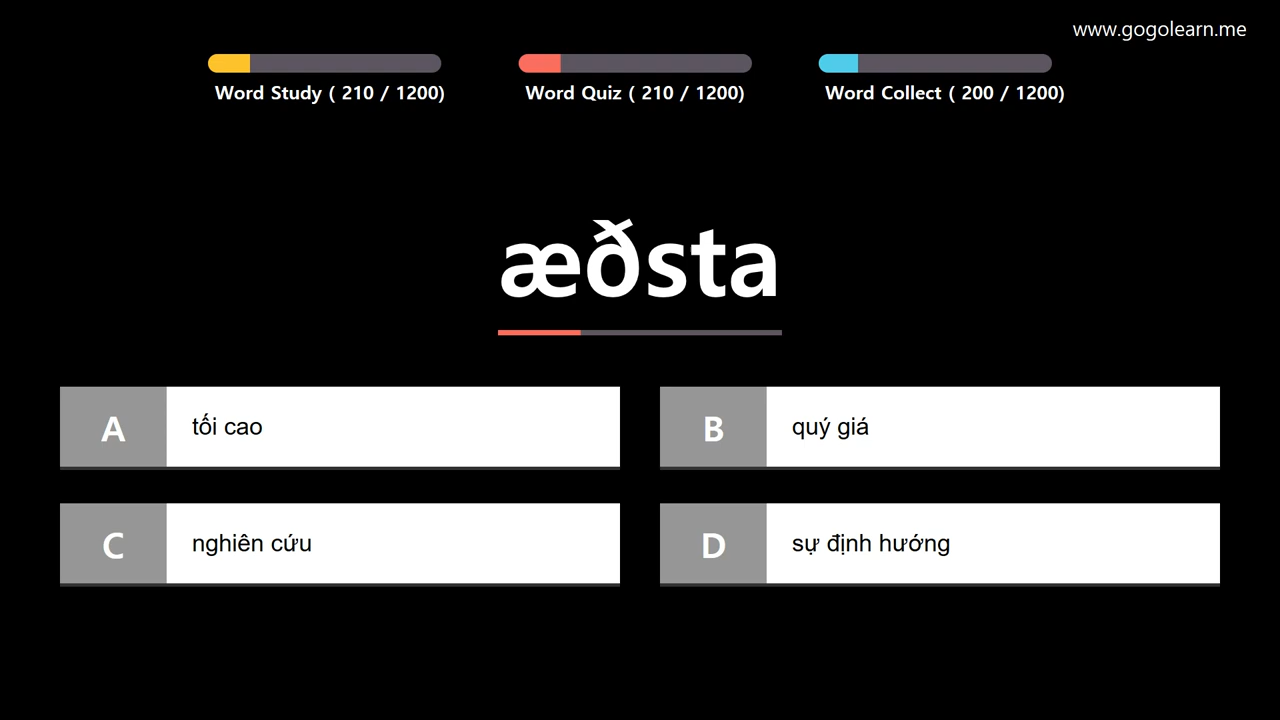 www.gogolearn.me
Word Study ( 210 / 1200)
Word Quiz ( 210 / 1200)
Word Collect ( 200 / 1200)
æðsta
A tối cao
B quý giá
C nghiên cứu
D sự định hướng